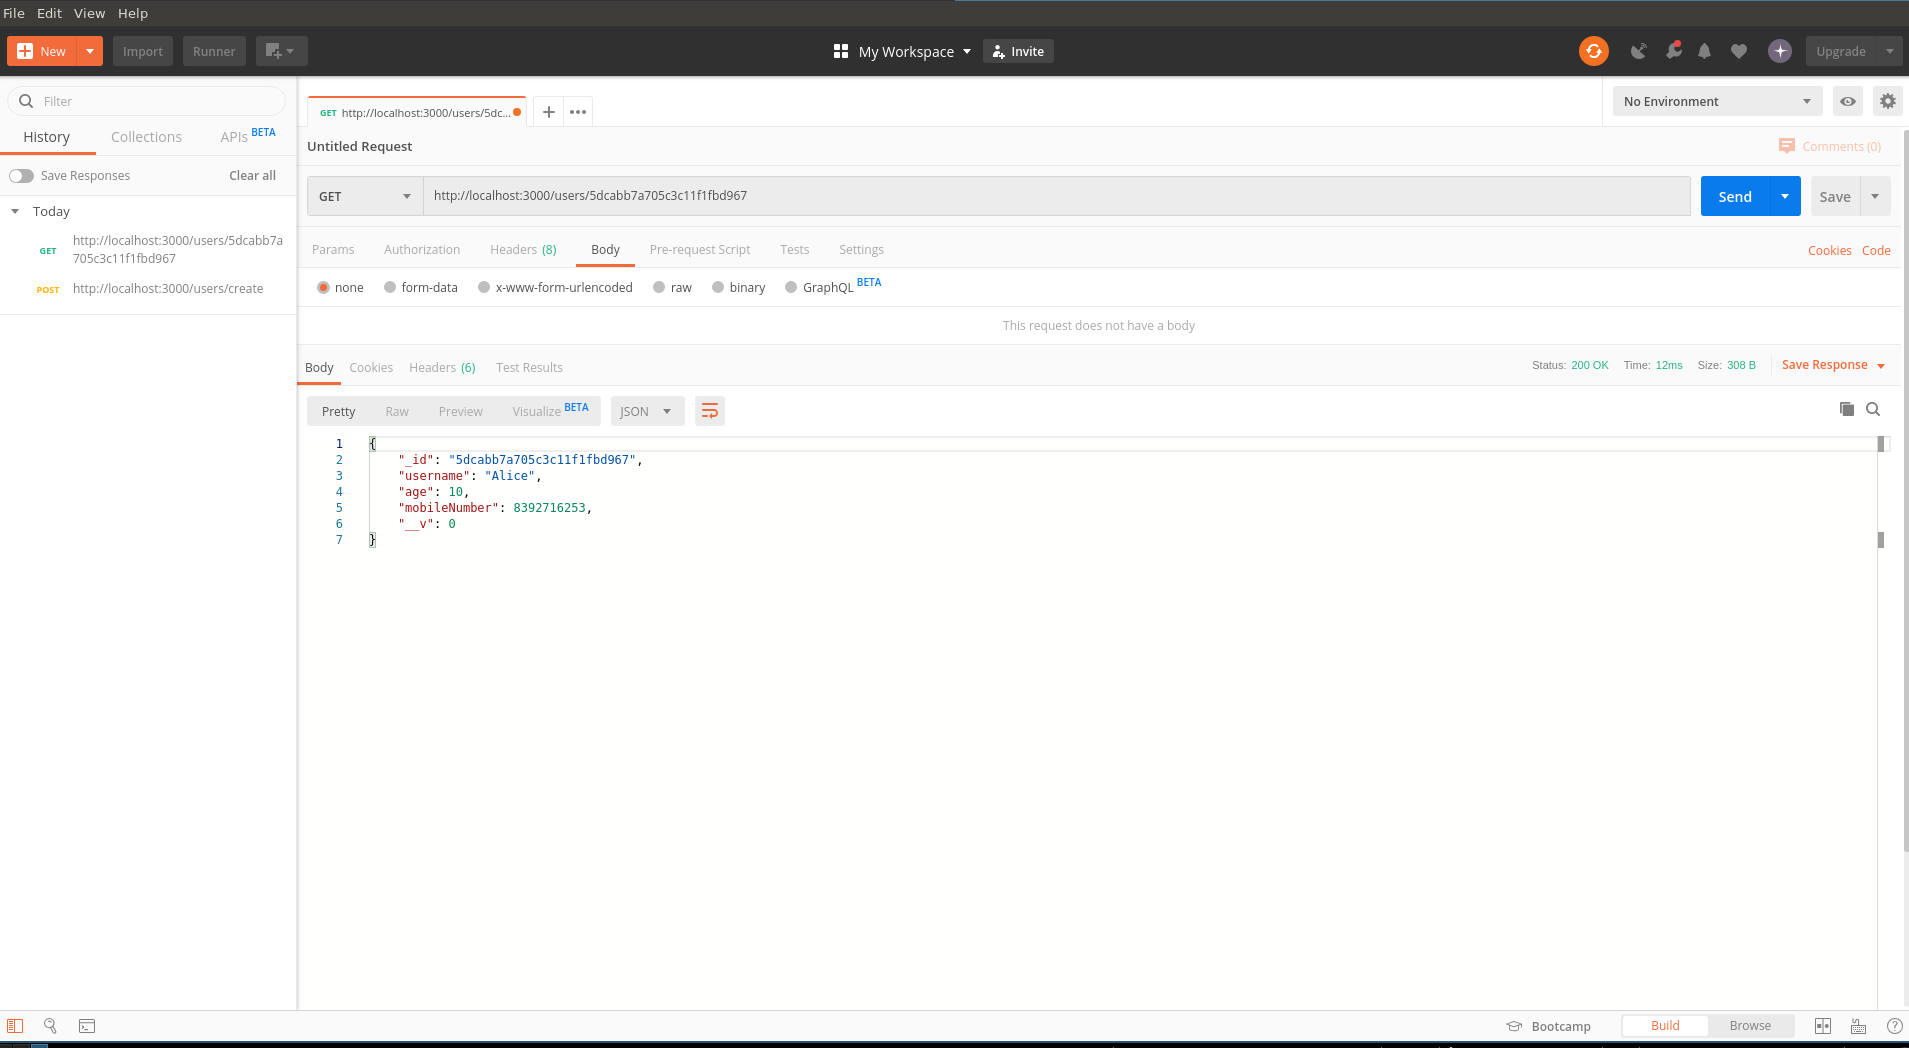 File Edit View Help
New Import Runner My Workspace Invite Upgrade
Filter
GET http://localhost:3000/users/5dc...
No Environment
History Collections APIs BETA
Untitled Request Comments (0)
Save Responses Clear all
GET http://localhost:3000/users/5dcabb7a705c3c11f1fbd967 Send Save
Today
GET http://localhost:3000/users/5dcabb7a
705c3c11f1fbd967
POST http://localhost:3000/users/create
Params Authorization Headers (8) Body Pre-request Script Tests Settings Cookies Code
none form-data x-www-form-urlencoded raw binary GraphQL BETA
This request does not have a body
Body Cookies Headers (6) Test Results Status: 200 OK Time: 12ms Size: 308 B Save Response
Pretty Raw Preview Visualize BETA JSON
1 {
2 "_id": "5dcabb7a705c3c11f1fbd967",
3 "username": "Alice",
4 "age": 10,
5 "mobileNumber": 8392716253,
6 "__v": 0
7 }
Bootcamp Build Browse